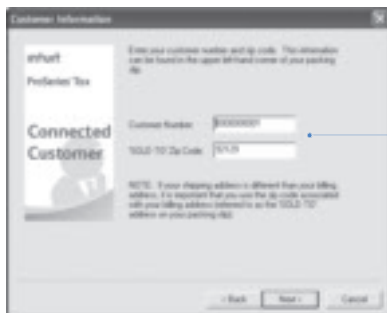 Customer Information
intuit
ProSeries Tax
Connected
Customer
Enter your customer number and zip code. This information
can be found in the upper left-hand corner of your packing
slip.
Customer Number:
"SOLD-TO" Zip Code:
NOTE: If your shipping address is different than your billing
address, it is important that you use the zip code associated
with your billing address (referred to as the "SOLD-TO"
address on your packing slip).
< Back
Next >
Cancel